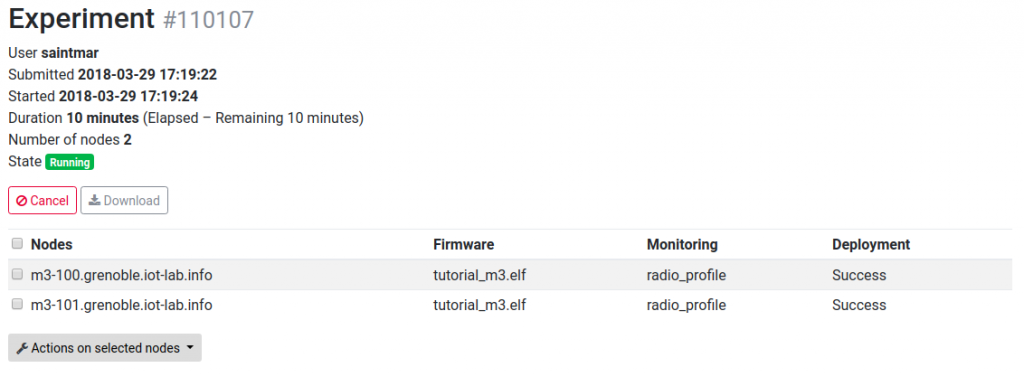 Experiment #110107
User saintmar
Submitted 2018-03-29 17:19:22
Started 2018-03-29 17:19:24
Duration 10 minutes (Elapsed – Remaining 10 minutes)
Number of nodes 2
State Running
Cancel Download
Nodes Firmware Monitoring Deployment
m3-100.grenoble.iot-lab.info tutorial_m3.elf radio_profile Success
m3-101.grenoble.iot-lab.info tutorial_m3.elf radio_profile Success
Actions on selected nodes